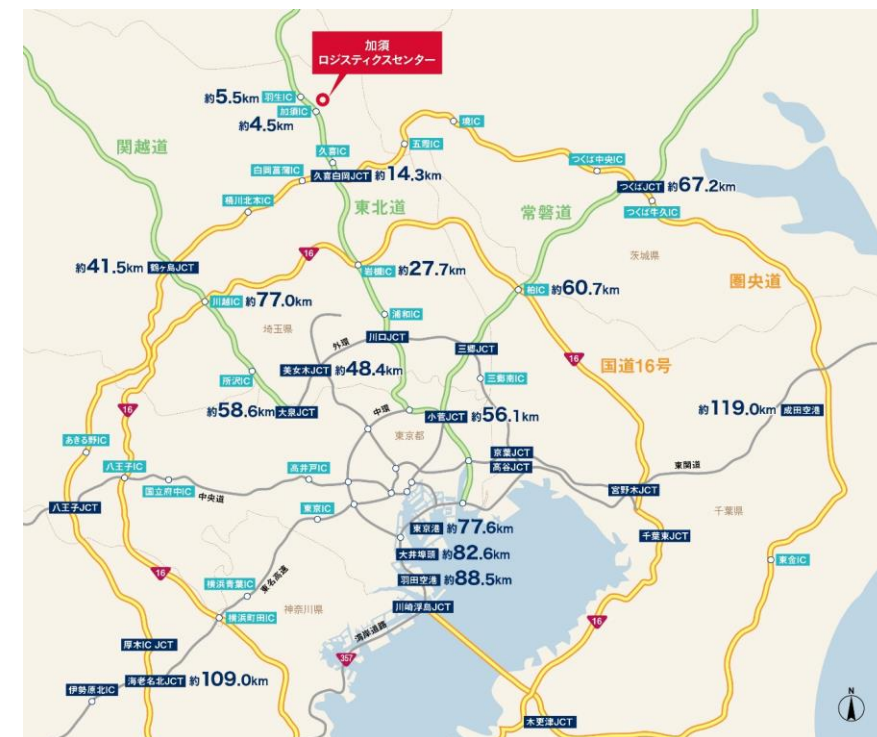 加須
ロジスティクスセンター
約5.5km 羽生IC
加須IC
約4.5km
関越道
境IC
五霞IC
久喜IC
白岡菖蒲IC
久喜白岡JCT 約14.3km
つくば中央IC
つくばJCT 約67.2km
桶川北本IC
東北道
常磐道
つくば牛久IC
16
茨城県
約41.5km 鶴ヶ島JCT
岩槻IC 約27.7km
圏央道
川越IC 約77.0km
柏IC 約60.7km
浦和IC
埼玉県
外環
川口JCT
三郷JCT
16
国道16号
美女木JCT 約48.4km
所沢IC
三郷南IC
16
約58.6km 大泉JCT
中環
小菅JCT 約56.1km
約119.0km 成田空港
東京都
あきる野IC
京葉JCT
東関道
八王子IC
高井戸IC
高谷JCT
国立府中IC
中央道
宮野木JCT
八王子JCT
東京IC
千葉県
東京港 約77.6km
千葉東JCT
大井埠頭 約82.6km
東金IC
16
羽田空港 約88.5km
横浜青葉IC
東名高速
川崎浮島JCT
神奈川県
横浜町田IC
湾岸道路
16
厚木IC JCT
357
海老名北JCT 約109.0km
伊勢原北IC
木更津JCT
N